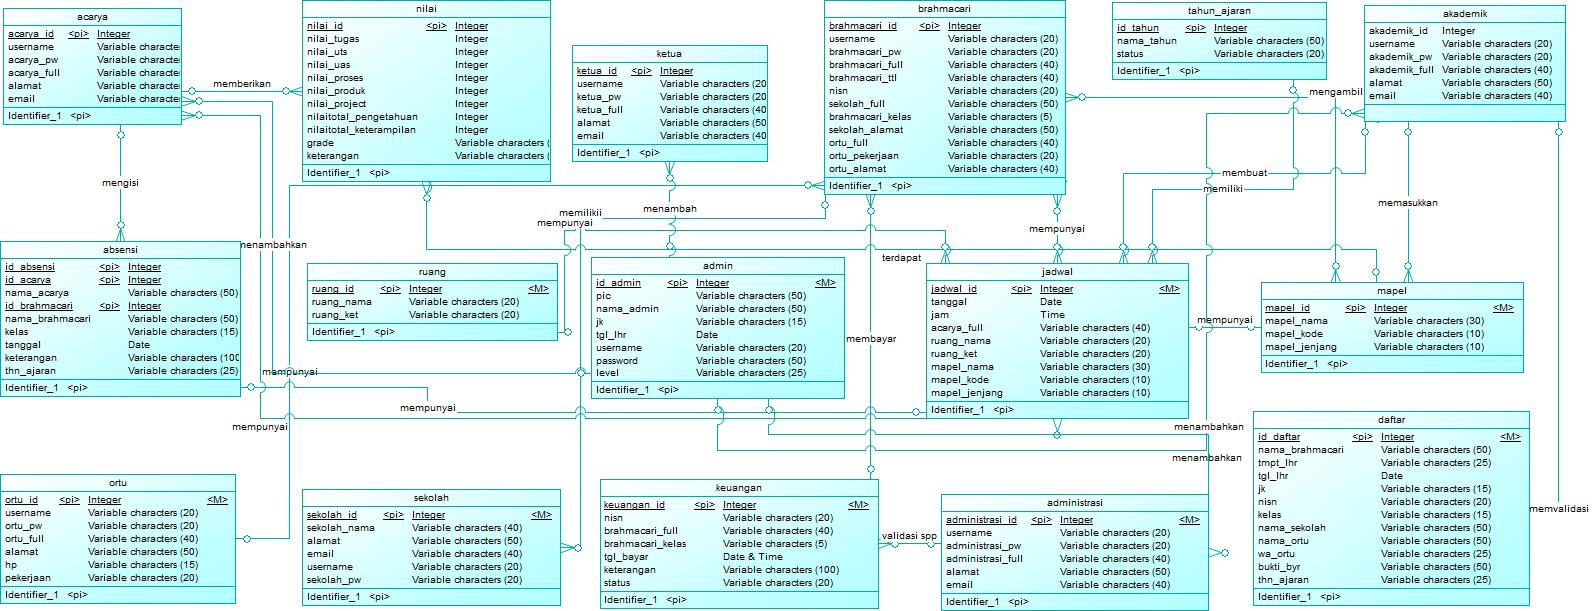 acarya
acarya_id <pi> Integer
username Variable character
acarya_pw Variable character
acarya_full Variable character
alamat Variable character
email Variable character
Identifier_1 <pi>
nilai
nilai_id <pi> Integer
nilai_tugas Integer
nilai_uts Integer
nilai_uas Integer
nilai_proses Integer
nilai_produk Integer
nilai_project Integer
nilaitotal_pengetahuan Integer
nilaitotal_keterampilan Integer
grade Variable characters (
keterangan Variable characters (
Identifier_1 <pi>
ketua
ketua_id <pi> Integer
username Variable characters (20
ketua_pw Variable characters (20
ketua_full Variable characters (40
alamat Variable characters (50
email Variable characters (40
Identifier_1 <pi>
brahmacari
brahmacari_id <pi> Integer
username Variable characters (20)
brahmacari_pw Variable characters (20)
brahmacari_full Variable characters (40)
brahmacari_ttl Variable characters (40)
nisn Variable characters (20)
sekolah_full Variable characters (50)
brahmacari_kelas Variable characters (5)
sekolah_alamat Variable characters (50)
ortu_full Variable characters (40)
ortu_pekerjaan Variable characters (20)
ortu_alamat Variable characters (40)
Identifier_1 <pi>
tahun_ajaran
id_tahun <pi> Integer
nama_tahun Variable characters (50)
status Variable characters (20)
Identifier_1 <pi>
akademik
akademik_id Integer
username Variable characters (20)
akademik_pw Variable characters (20)
akademik_full Variable characters (40)
alamat Variable characters (50)
email Variable characters (40)
Identifier_1 <pi>
memberikan
mengambil
mengisi
membuat
memiliki
memasukkan
memilikii
mempunyai
menambah
mempunyai
menambahkan
terdapat
absensi
id_absensi <pi> Integer
id_acarya <pi> Integer
nama_acarya Variable characters (50)
id_brahmacari <pi> Integer
nama_brahmacari Variable characters (50)
kelas Variable characters (15)
tanggal Date
keterangan Variable characters (100
thn_ajaran Variable characters (25)
Identifier_1 <pi>
ruang
ruang_id <pi> Integer <M>
ruang_nama Variable characters (20)
ruang_ket Variable characters (20)
Identifier_1 <pi>
admin
id_admin <pi> Integer <M>
pic Variable characters (50)
nama_admin Variable characters (50)
jk Variable characters (15)
tgl_lhr Date
username Variable characters (20)
password Variable characters (50)
level Variable characters (25)
Identifier_1 <pi>
jadwal
jadwal_id <pi> Integer <M>
tanggal Date
jam Time
acarya_full Variable characters (40)
ruang_nama Variable characters (20)
ruang_ket Variable characters (20)
mapel_nama Variable characters (30)
mapel_kode Variable characters (10)
mapel_jenjang Variable characters (10)
Identifier_1 <pi>
mapel
mapel_id <pi> Integer <M>
mapel_nama Variable characters (30)
mapel_kode Variable characters (10)
mapel_jenjang Variable characters (10)
Identifier_1 <pi>
mempunyai
membayar
mempunyai
mempunyai
mempunyai
menambahkan
menambahkan
ortu
ortu_id <pi> Integer <M>
username Variable characters (20)
ortu_pw Variable characters (20)
ortu_full Variable characters (40)
alamat Variable characters (50)
hp Variable characters (15)
pekerjaan Variable characters (20)
Identifier_1 <pi>
sekolah
sekolah_id <pi> Integer <M>
sekolah_nama Variable characters (40)
alamat Variable characters (50)
email Variable characters (40)
username Variable characters (20)
sekolah_pw Variable characters (20)
Identifier_1 <pi>
keuangan
keuangan_id <pi> Integer <M>
nisn Variable characters (20)
brahmacari_full Variable characters (40)
brahmacari_kelas Variable characters (5)
tgl_bayar Date & Time
keterangan Variable characters (100)
status Variable characters (20)
Identifier_1 <pi>
validasi spp
administrasi
administrasi_id <pi> Integer <M>
username Variable characters (20)
administrasi_pw Variable characters (20)
administrasi_full Variable characters (40)
alamat Variable characters (50)
email Variable characters (40)
Identifier_1 <pi>
daftar
id_daftar <pi> Integer <M>
nama_brahmacari Variable characters (50)
tmpt_lhr Variable characters (25)
tgl_lhr Date
jk Variable characters (15)
nisn Variable characters (20)
kelas Variable characters (15)
nama_sekolah Variable characters (50)
nama_ortu Variable characters (50)
wa_ortu Variable characters (25)
bukti_byr Variable characters (50)
thn_ajaran Variable characters (25)
Identifier_1 <pi>
memvalidasi